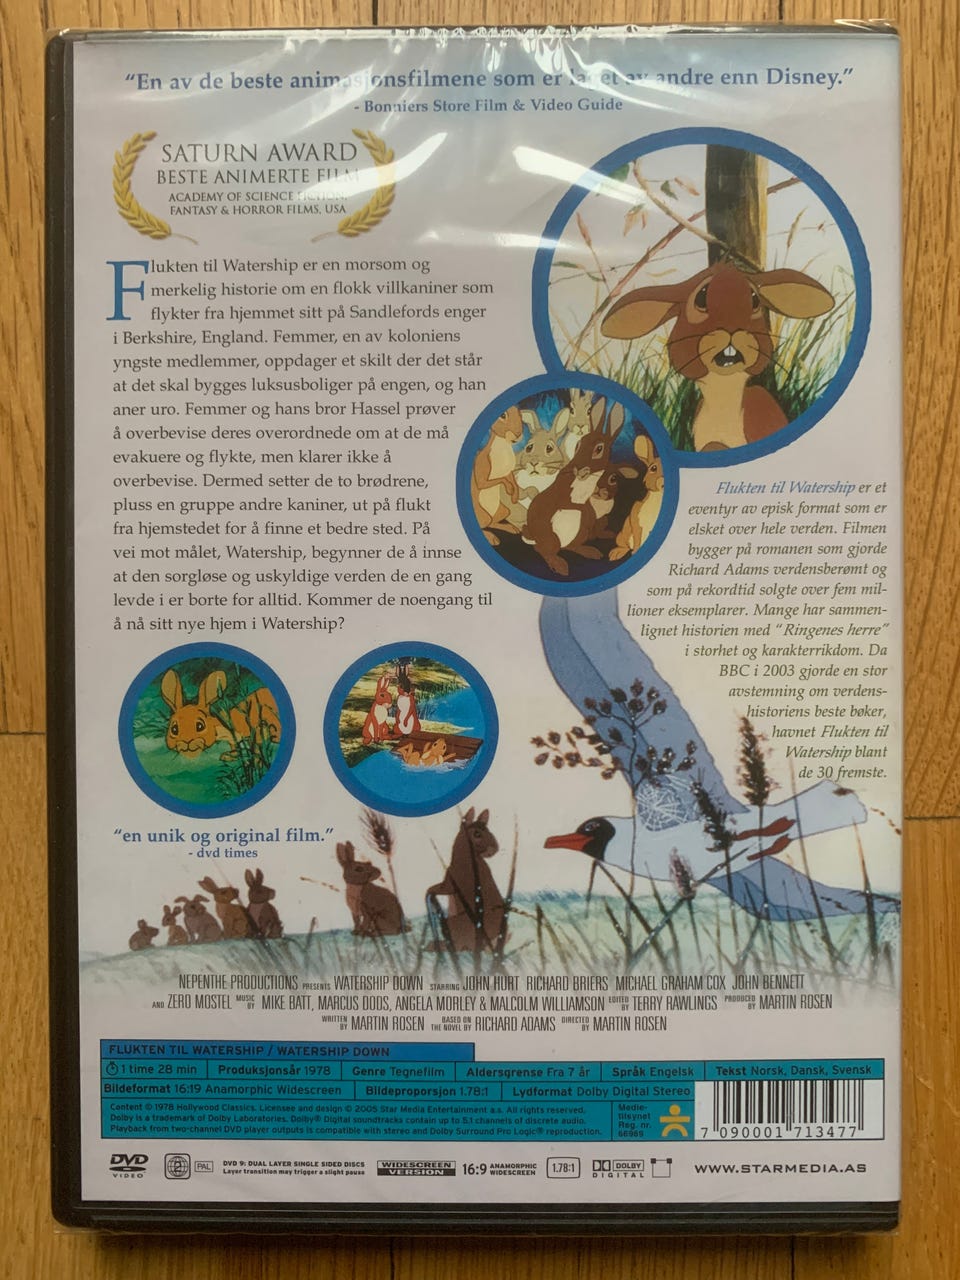 “En av de beste animasjonsfilmene som er laget av andre enn Disney.”
- Bonniers Store Film & Video Guide
SATURN AWARD
BESTE ANIMERTE FILM
ACADEMY OF SCIENCE FICTION,
FANTASY & HORROR FILMS, USA
Flukten til Watership er en morsom og
merkelig historie om en flokk villkaniner som
flykter fra hjemmet sitt på Sandlefords enger
i Berkshire, England. Femmer, en av koloniens
yngste medlemmer, oppdager et skilt der det står
at det skal bygges luksusboliger på engen, og han
aner uro. Femmer og hans bror Hassel prøver
å overbevise deres overordnede om at de må
evakuere og flykte, men klarer ikke å
overbevise. Dermed setter de to brødrene,
pluss en gruppe andre kaniner, ut på flukt
fra hjemstedet for å finne et bedre sted. På
vei mot målet, Watership, begynner de å innse
at den sorgløse og uskyldige verden de en gang
levde i er borte for alltid. Kommer de noengang til
å nå sitt nye hjem i Watership?
Flukten til Watership er et
eventyr av episk format som er
elsket over hele verden. Filmen
bygger på romanen som gjorde
Richard Adams verdensberømt og
som på rekordtid solgte over fem mil-
lioner eksemplarer. Mange har sammen-
lignet historien med “Ringenes herre”
i storhet og karakterrikdom. Da
BBC i 2003 gjorde en stor
avstemning om verdens-
historiens beste bøker,
havnet Flukten til
Watership blant
de 30 fremste.
“en unik og original film.”
- dvd times
NEPENTHE PRODUCTIONS PRESENTS WATERSHIP DOWN STARRING JOHN HURT RICHARD BRIERS MICHAEL GRAHAM COX JOHN BENNETT
AND ZERO MOSTEL MUSIC BY MIKE BATT, MARCUS DODS, ANGELA MORLEY & MALCOLM WILLIAMSON EDITED BY TERRY RAWLINGS PRODUCED BY MARTIN ROSEN
WRITTEN BY MARTIN ROSEN BASED ON THE NOVEL BY RICHARD ADAMS DIRECTED BY MARTIN ROSEN
FLUKTEN TIL WATERSHIP / WATERSHIP DOWN
1 time 28 min Produksjonsår 1978 Genre Tegnefilm Aldersgrense Fra 7 år Språk Engelsk Tekst Norsk, Dansk, Svensk
Bildeformat 16:19 Anamorphic Widescreen Bildeproporsjon 1.78:1 Lydformat Dolby Digital Stereo
Content © 1978 Hollywood Classics. Licensee and design © 2005 Star Media Entertainment a.s. All rights reserved.
Dolby is a trademark of Dolby Laboratories. Dolby® Digital soundtracks contain up to 5.1 channels of discrete audio.
Playback from two-channel DVD player outputs is compatible with stereo and Dolby Surround Pro Logic® reproduction.
Medie-
tilsynet
Reg. nr.
66989
7 090001 713477
DVD VIDEO
2
PAL
DVD 9: DUAL LAYER SINGLE SIDED DISCS
Layer transition may trigger a slight pause
WIDESCREEN
VERSION
16:9 ANAMORPHIC
WIDESCREEN
1.78:1
DOLBY
DIGITAL
WWW.STARMEDIA.AS